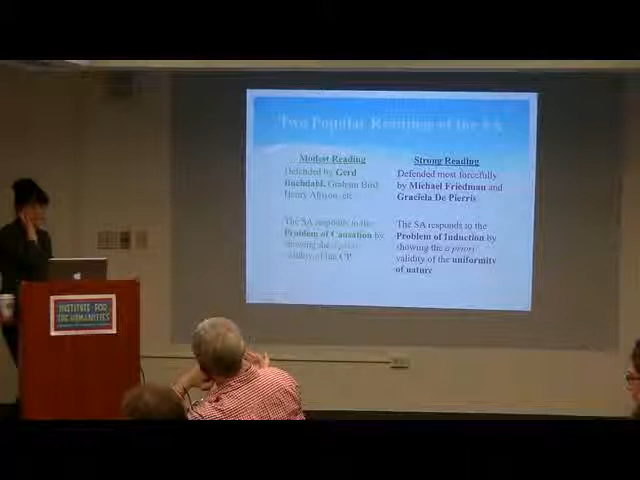 Two Popular Readings of the SA
Modest Reading
Defended by Gerd
Buchdahl, Graham Bird
Henry Allison, etc
The SA responds to the
Problem of Causation by
showing the a priori
validity of the CP
Strong Reading
Defended most forcefully
by Michael Friedman and
Graciela De Pierris
The SA responds to the
Problem of Induction by
showing the a priori
validity of the uniformity
of nature
INSTITUTE FOR
THE HUMANITIES